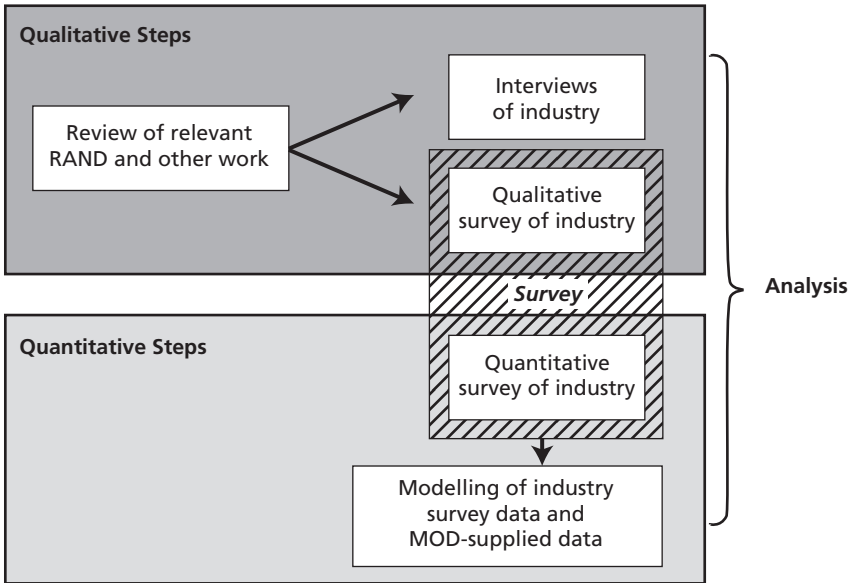 Qualitative Steps
Interviews
of industry
Review of relevant
RAND and other work
Qualitative
survey of industry
Survey
Analysis
Quantitative Steps
Quantitative
survey of industry
Modelling of industry
survey data and
MOD-supplied data